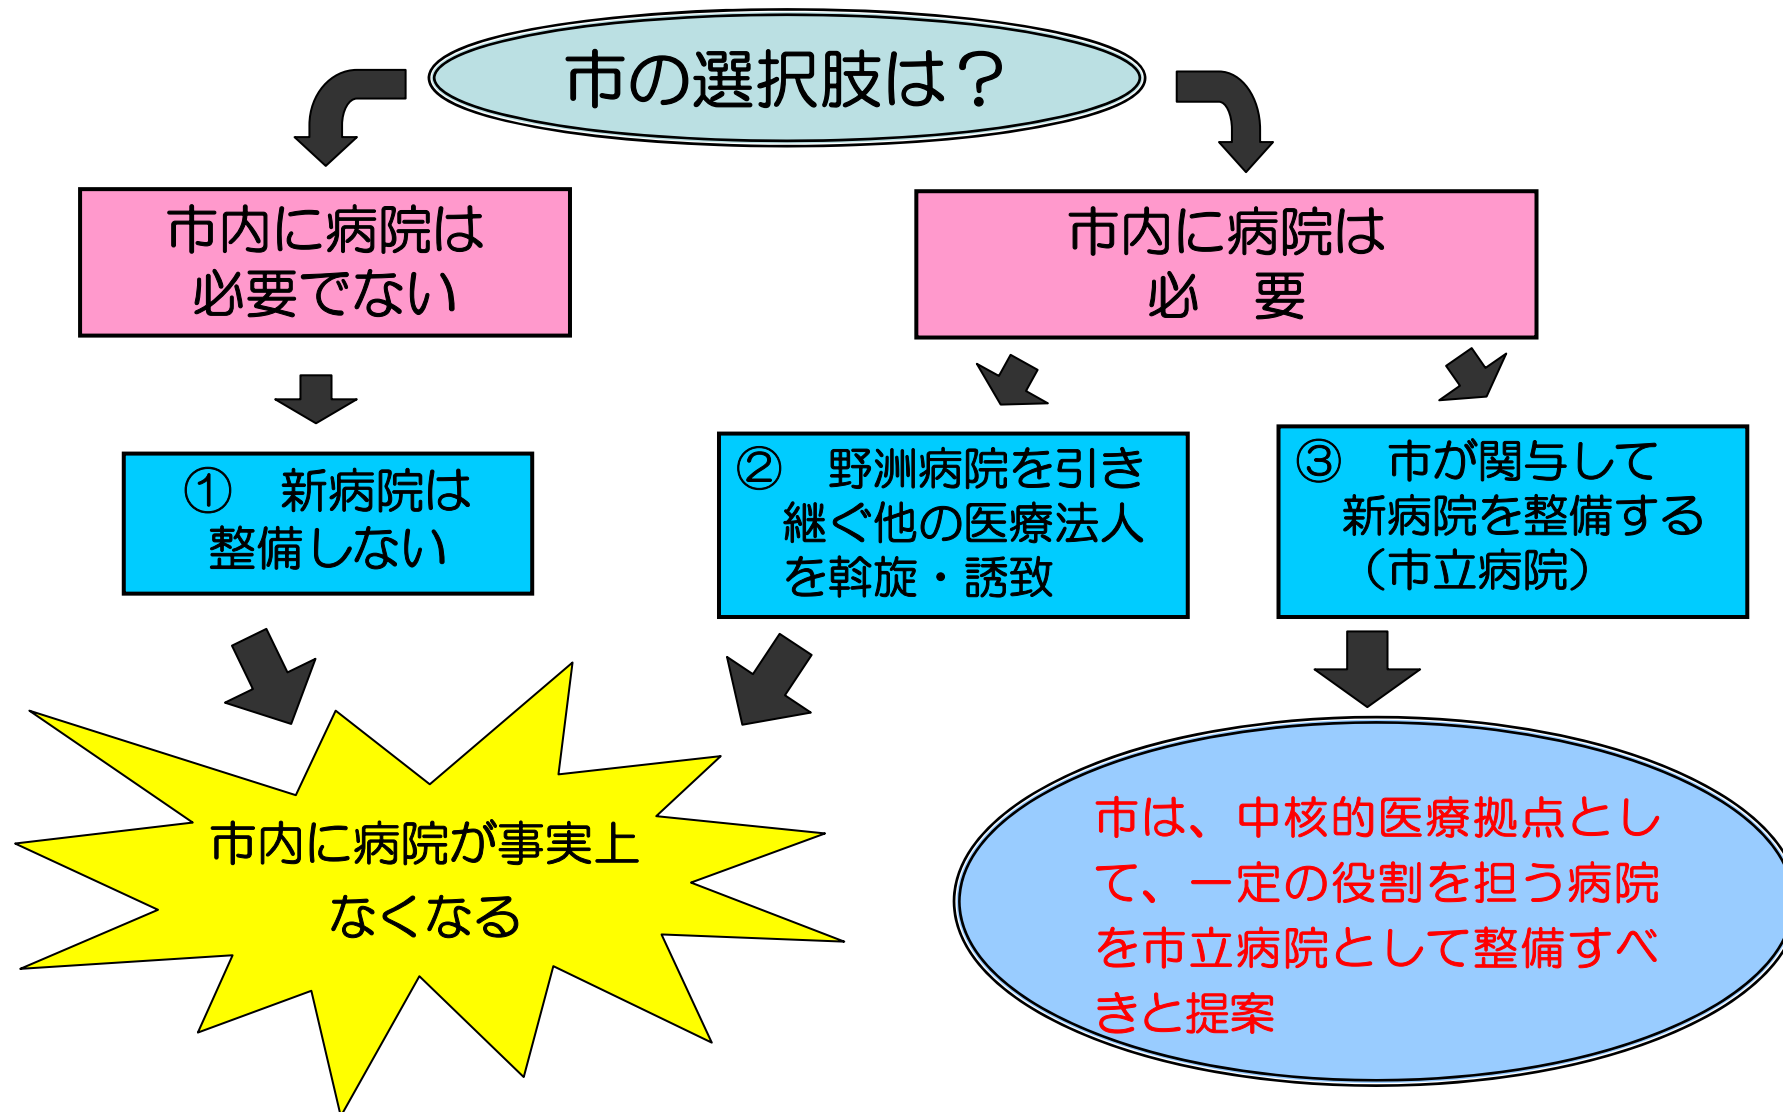 市の選択肢は？
市内に病院は
必要でない
市内に病院は
必　要
①　新病院は
整備しない
②　野洲病院を引き
継ぐ他の医療法人
を斡旋・誘致
③　市が関与して
新病院を整備する
（市立病院）
市内に病院が事実上
なくなる
市は、中核的医療拠点とし
て、一定の役割を担う病院
を市立病院として整備すべ
きと提案